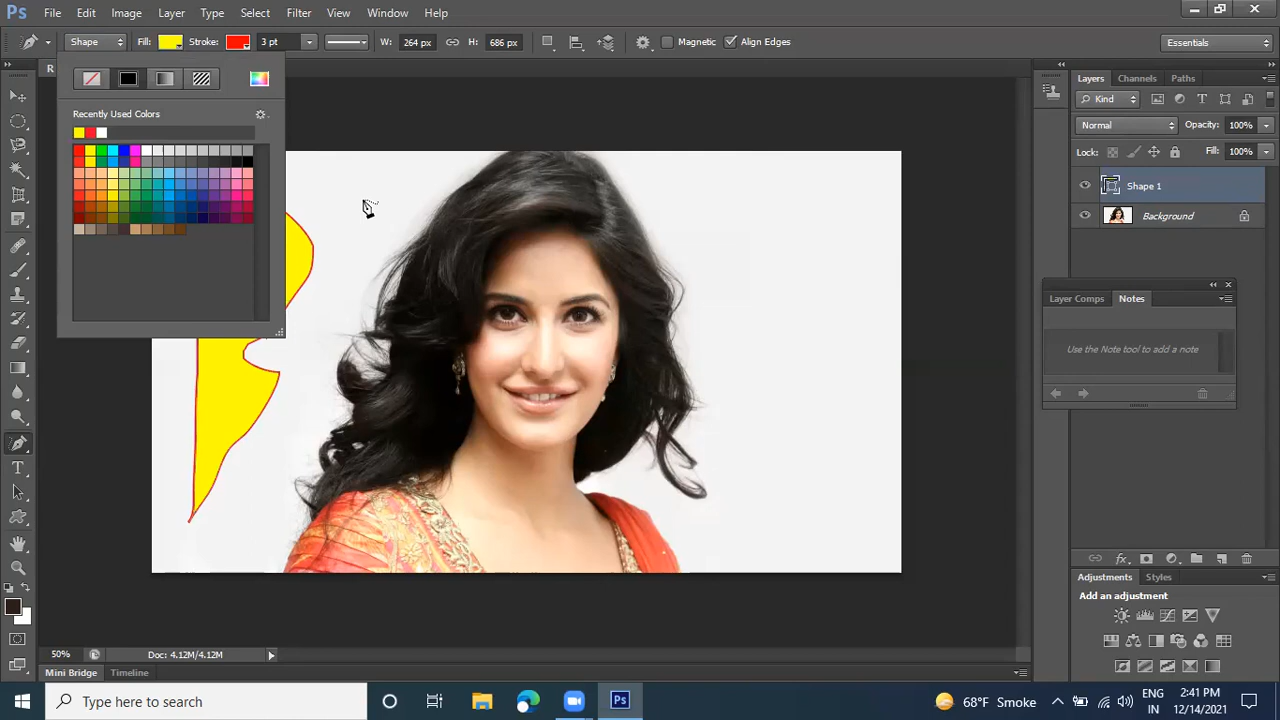 Ps File Edit Image Layer Type Select Filter View Window Help
Shape Fill: Stroke: 3 pt W: 264 px H: 686 px Magnetic Align Edges Essentials
R
Recently Used Colors
Layers Channels Paths
Kind
Normal Opacity: 100%
Lock: Fill: 100%
Shape 1
Background
Layer Comps Notes
Use the Note tool to add a note
Adjustments Styles
Add an adjustment
50% Doc: 4.12M/4.12M
Mini Bridge Timeline
Type here to search
Ps
68°F Smoke
ENG
IN
2:41 PM
12/14/2021